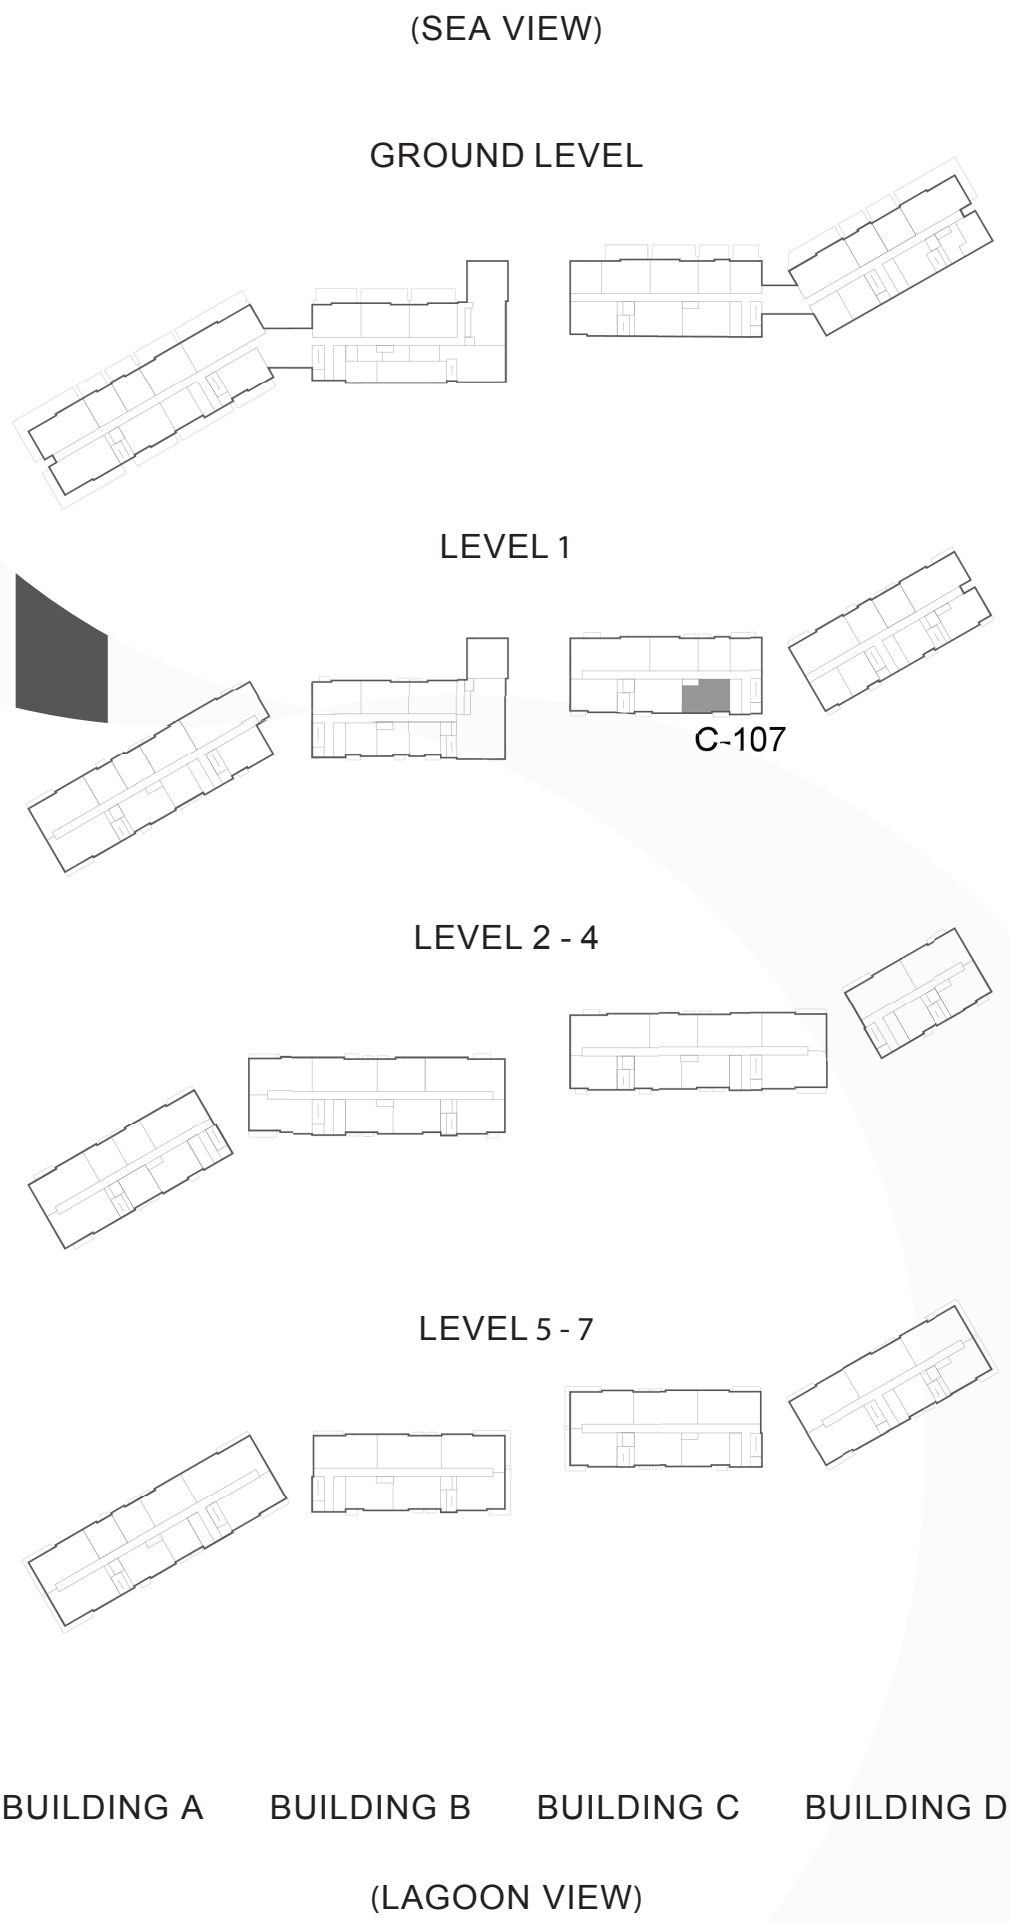 (SEA VIEW)
GROUND LEVEL
LEVEL 1
C-107
LEVEL 2 - 4
LEVEL 5 - 7
BUILDING A BUILDING B BUILDING C BUILDING D
(LAGOON VIEW)